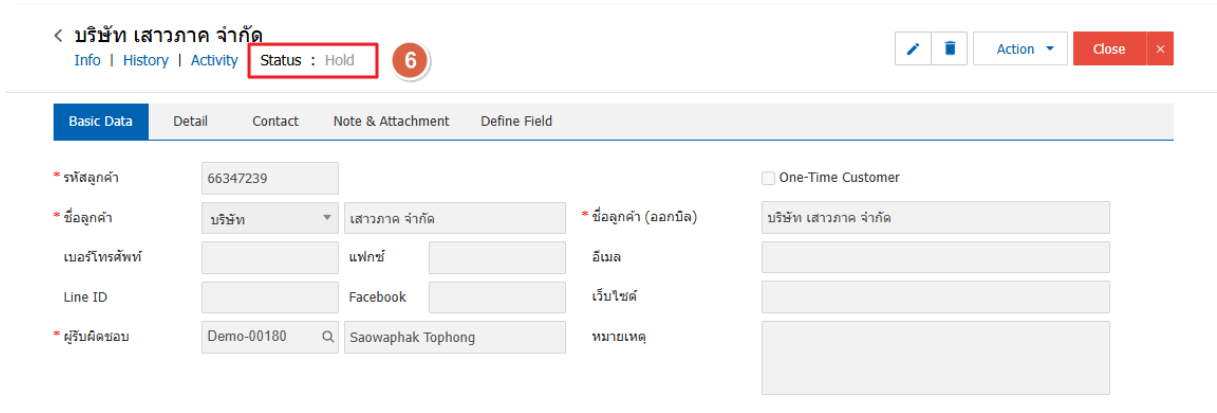 < บริษัท เสาวภาค จำกัด
Info | History | Activity Status : Hold 6 Action Close ×
Basic Data Detail Contact Note & Attachment Define Field
* รหัสลูกค้า 66347239 One-Time Customer
* ชื่อลูกค้า บริษัท เสาวภาค จำกัด * ชื่อลูกค้า (ออกบิล) บริษัท เสาวภาค จำกัด
เบอร์โทรศัพท์ แฟกซ์ อีเมล
Line ID Facebook เว็บไซต์
* ผู้รับผิดชอบ Demo-00180 Saowaphak Tophong หมายเหตุ